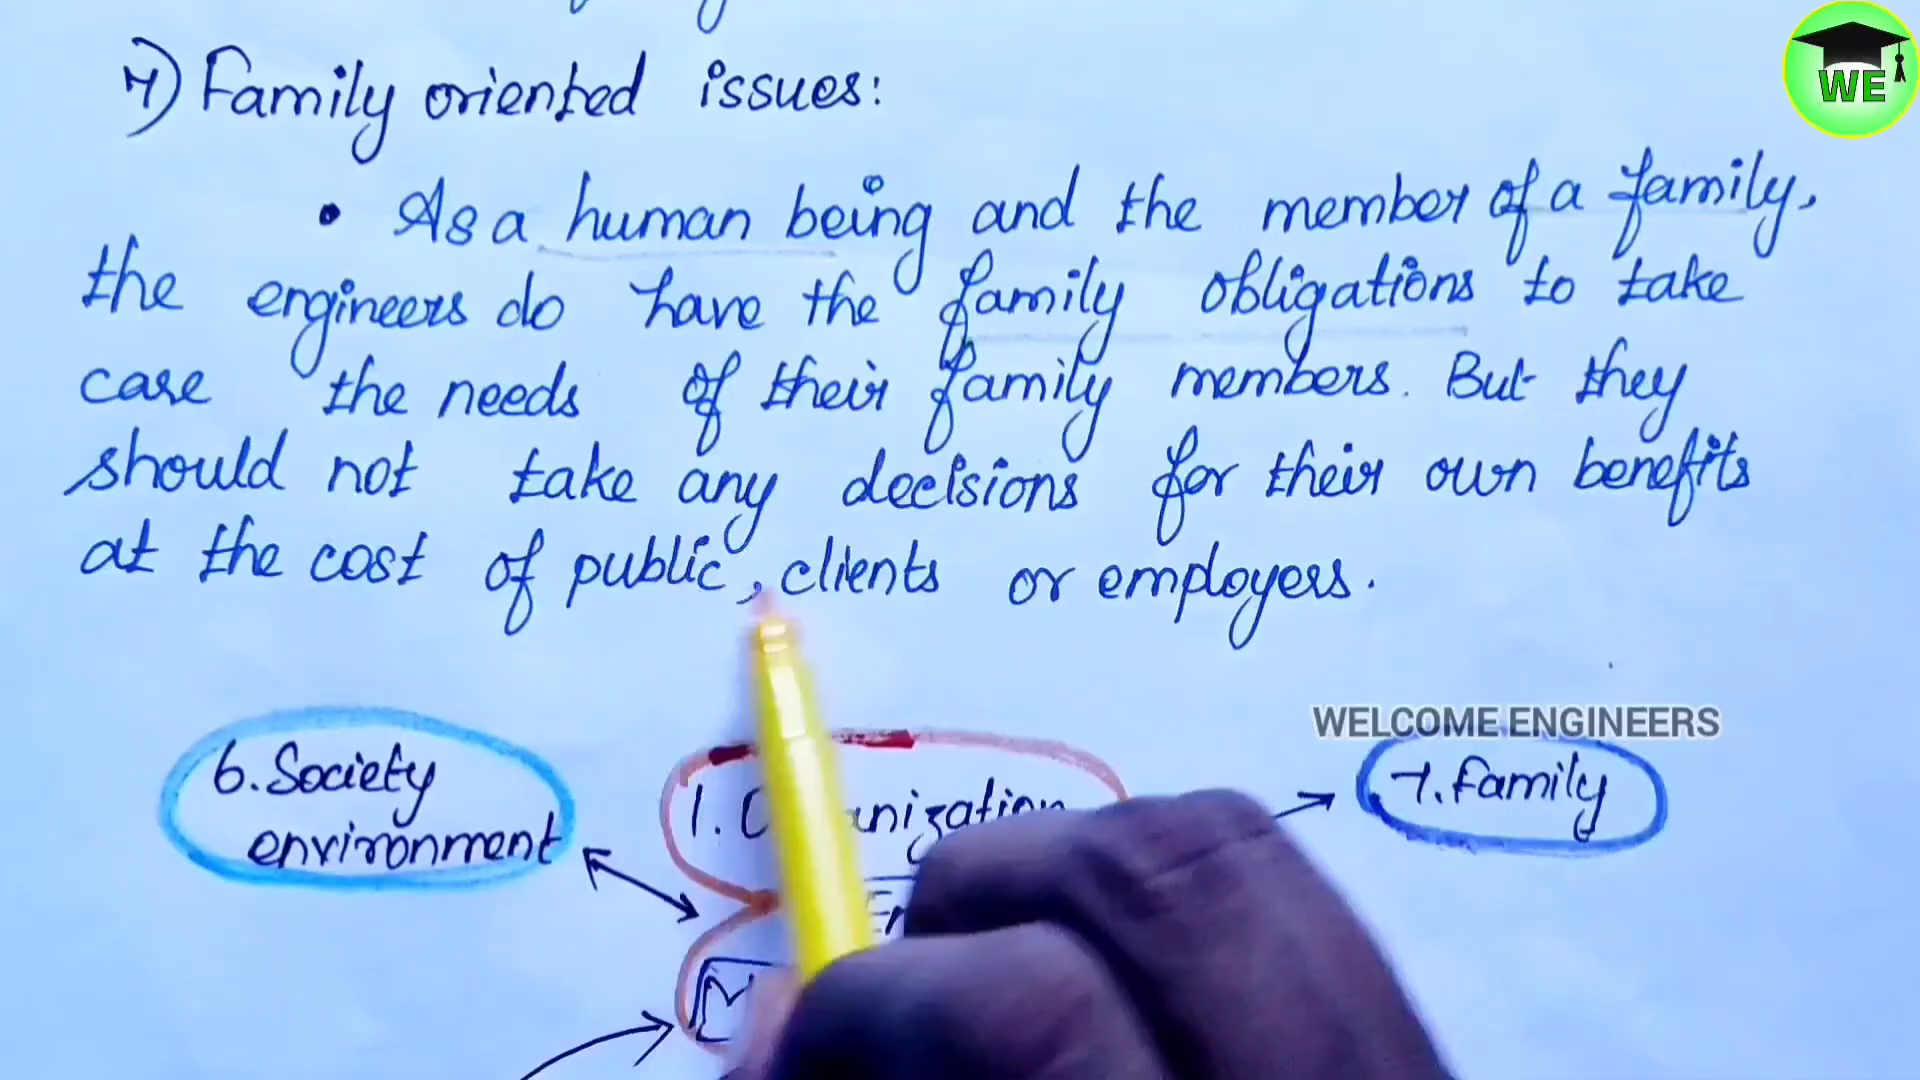 WE
7) Family oriented issues:
• As a human being and the member of a family,
the engineers do have the family obligations to take
care the needs of their family members. But they
should not take any decisions for their own benefits
at the cost of public, clients or employers.
WELCOME ENGINEERS
6. Society
environment
1.
7. Family